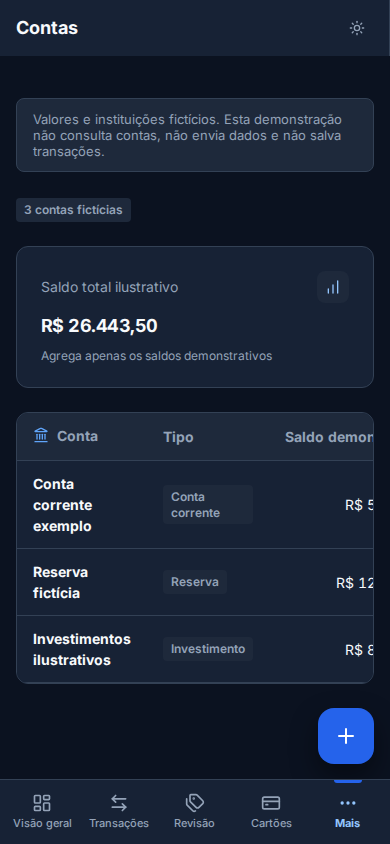 Contas
Valores e instituições fictícios. Esta demonstração
não consulta contas, não envia dados e não salva
transações.
3 contas fictícias
Saldo total ilustrativo
R$ 26.443,50
Agrega apenas os saldos demonstrativos
Conta Tipo Saldo demon
Conta
corrente
exemplo
Conta
corrente
R$ 5
Reserva
fictícia
Reserva
R$ 12
Investimentos
ilustrativos
Investimento
R$ 8
Visão geral Transações Revisão Cartões Mais